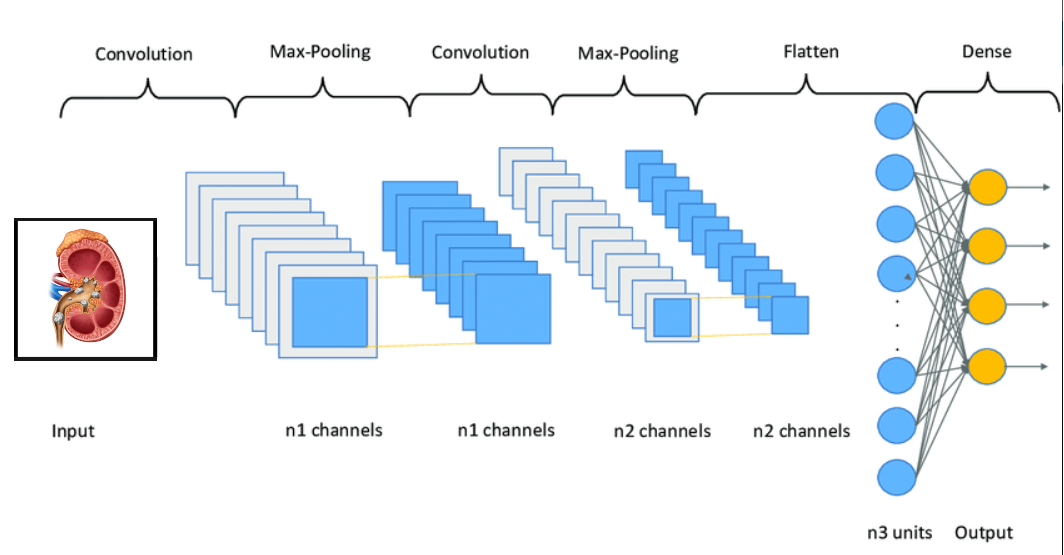 Convolution
Max-Pooling
Convolution
Max-Pooling
Flatten
Dense
Input
n1 channels
n1 channels
n2 channels
n2 channels
n3 units
Output